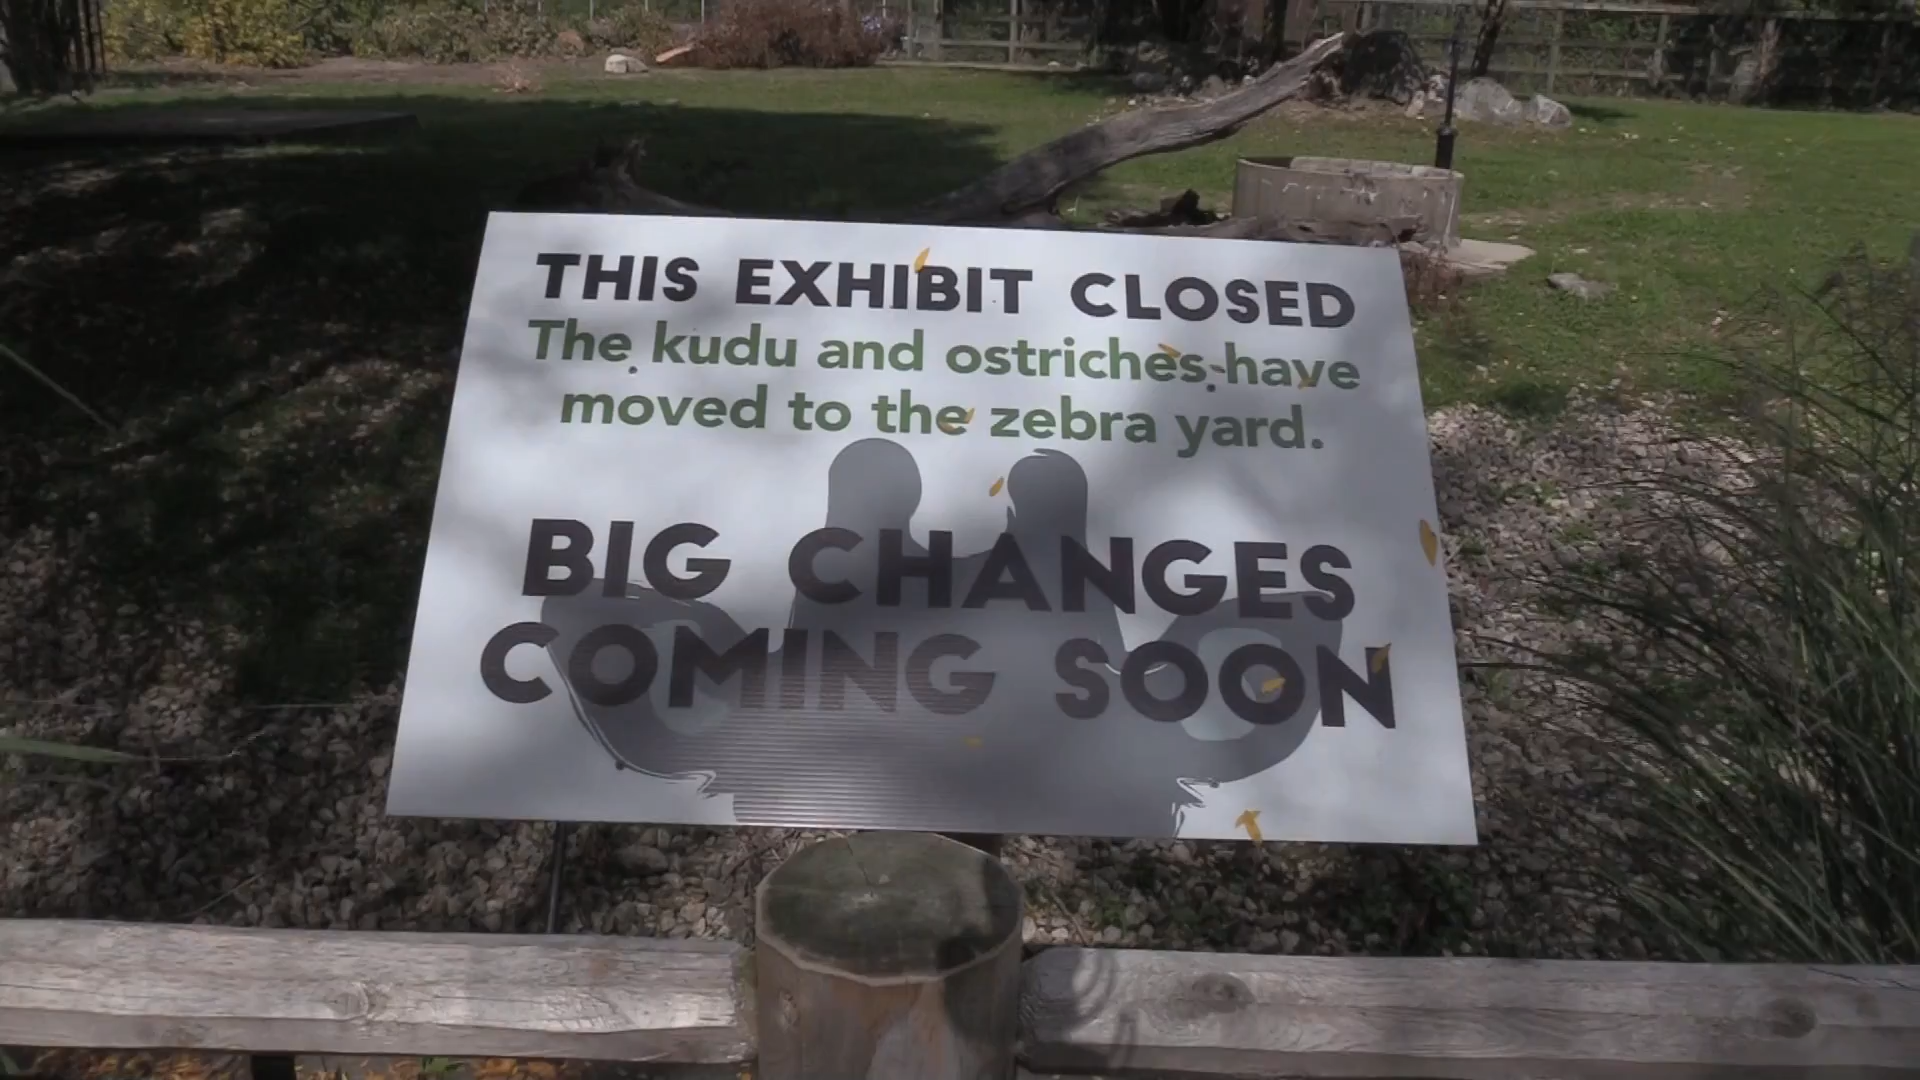 THIS EXHIBIT CLOSED
The kudu and ostriches have
moved to the zebra yard.
BIG CHANGES
COMING SOON